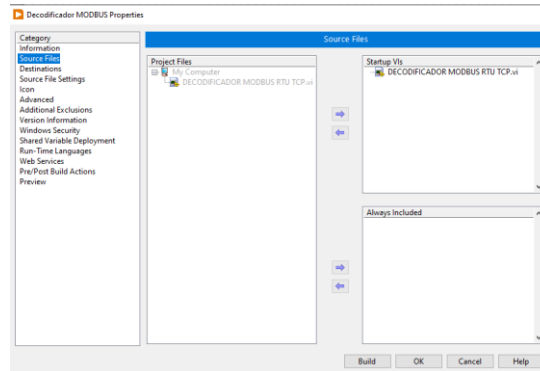 Decodificador MODBUS Properties
Category
Information
Source Files
Destinations
Source File Settings
Icon
Advanced
Additional Exclusions
Version Information
Windows Security
Shared Variable Deployment
Run-Time Languages
Web Services
Pre/Post Build Actions
Preview
Source Files
Project Files
My Computer
DECODIFICADOR MODBUS RTU TCP.vi
Startup VIs
DECODIFICADOR MODBUS RTU TCP.vi
Always Included
Build
OK
Cancel
Help